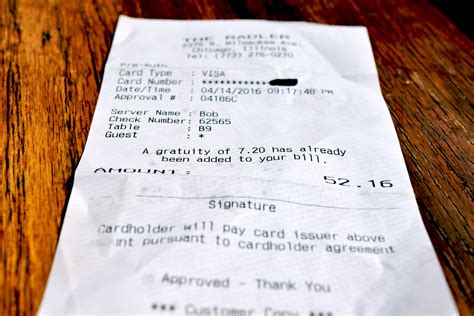 THE RADLER
2375 N. Milwaukee Ave.
Chicago, Illinois
Tel: (773) 276-0270
Pre-Auth
Card Type : VISA
Card Number :
Date/Time : 04/14/2016 09:17:48 PM
Approval # : 04186C
Server Name : Bob
Check Number : 62565
Table : B9
Guest : *
A gratuity of 7.20 has already
been added to your bill.
AMOUNT: 52.16
Signature
Cardholder will pay card issuer above
amount pursuant to cardholder agreement
Approved - Thank You
*** Customer Copy ***